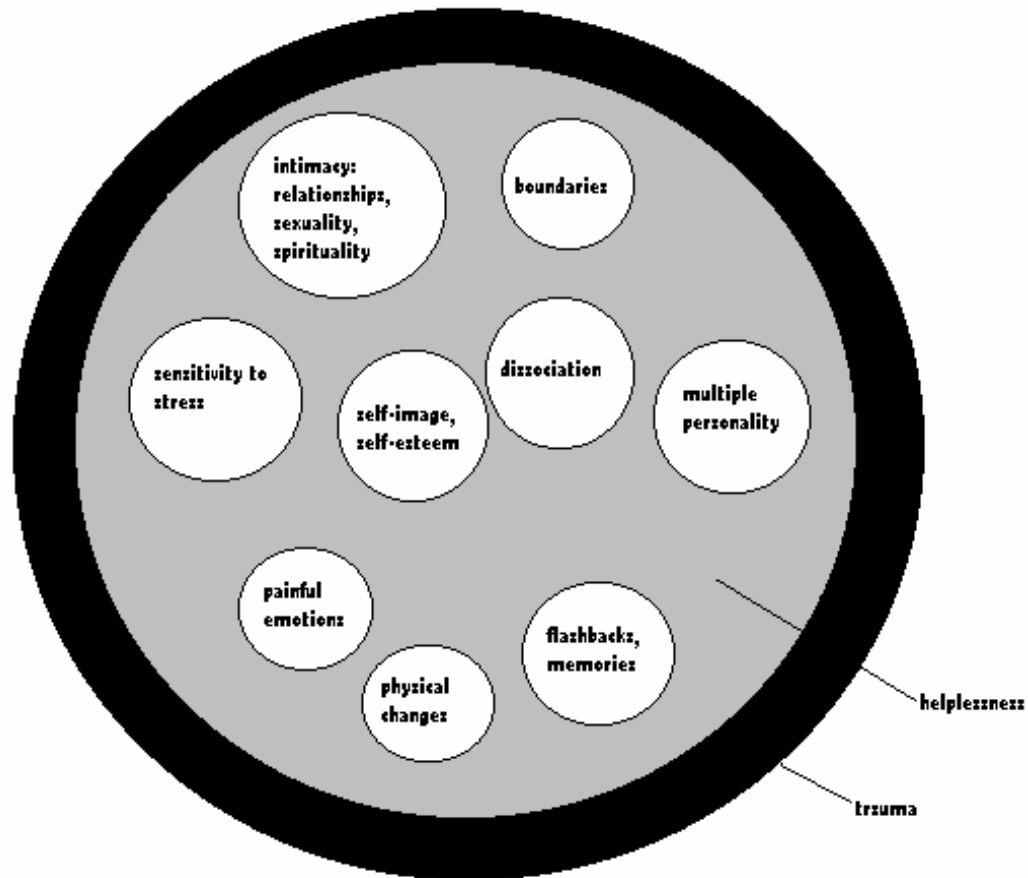 intimacy:
relationships,
sexuality,
spirituality
boundaries
sensitivity to
stress
self-image,
self-esteem
dissociation
multiple
personality
painful
emotions
physical
changes
flashbacks,
memories
helplessness
trzuma